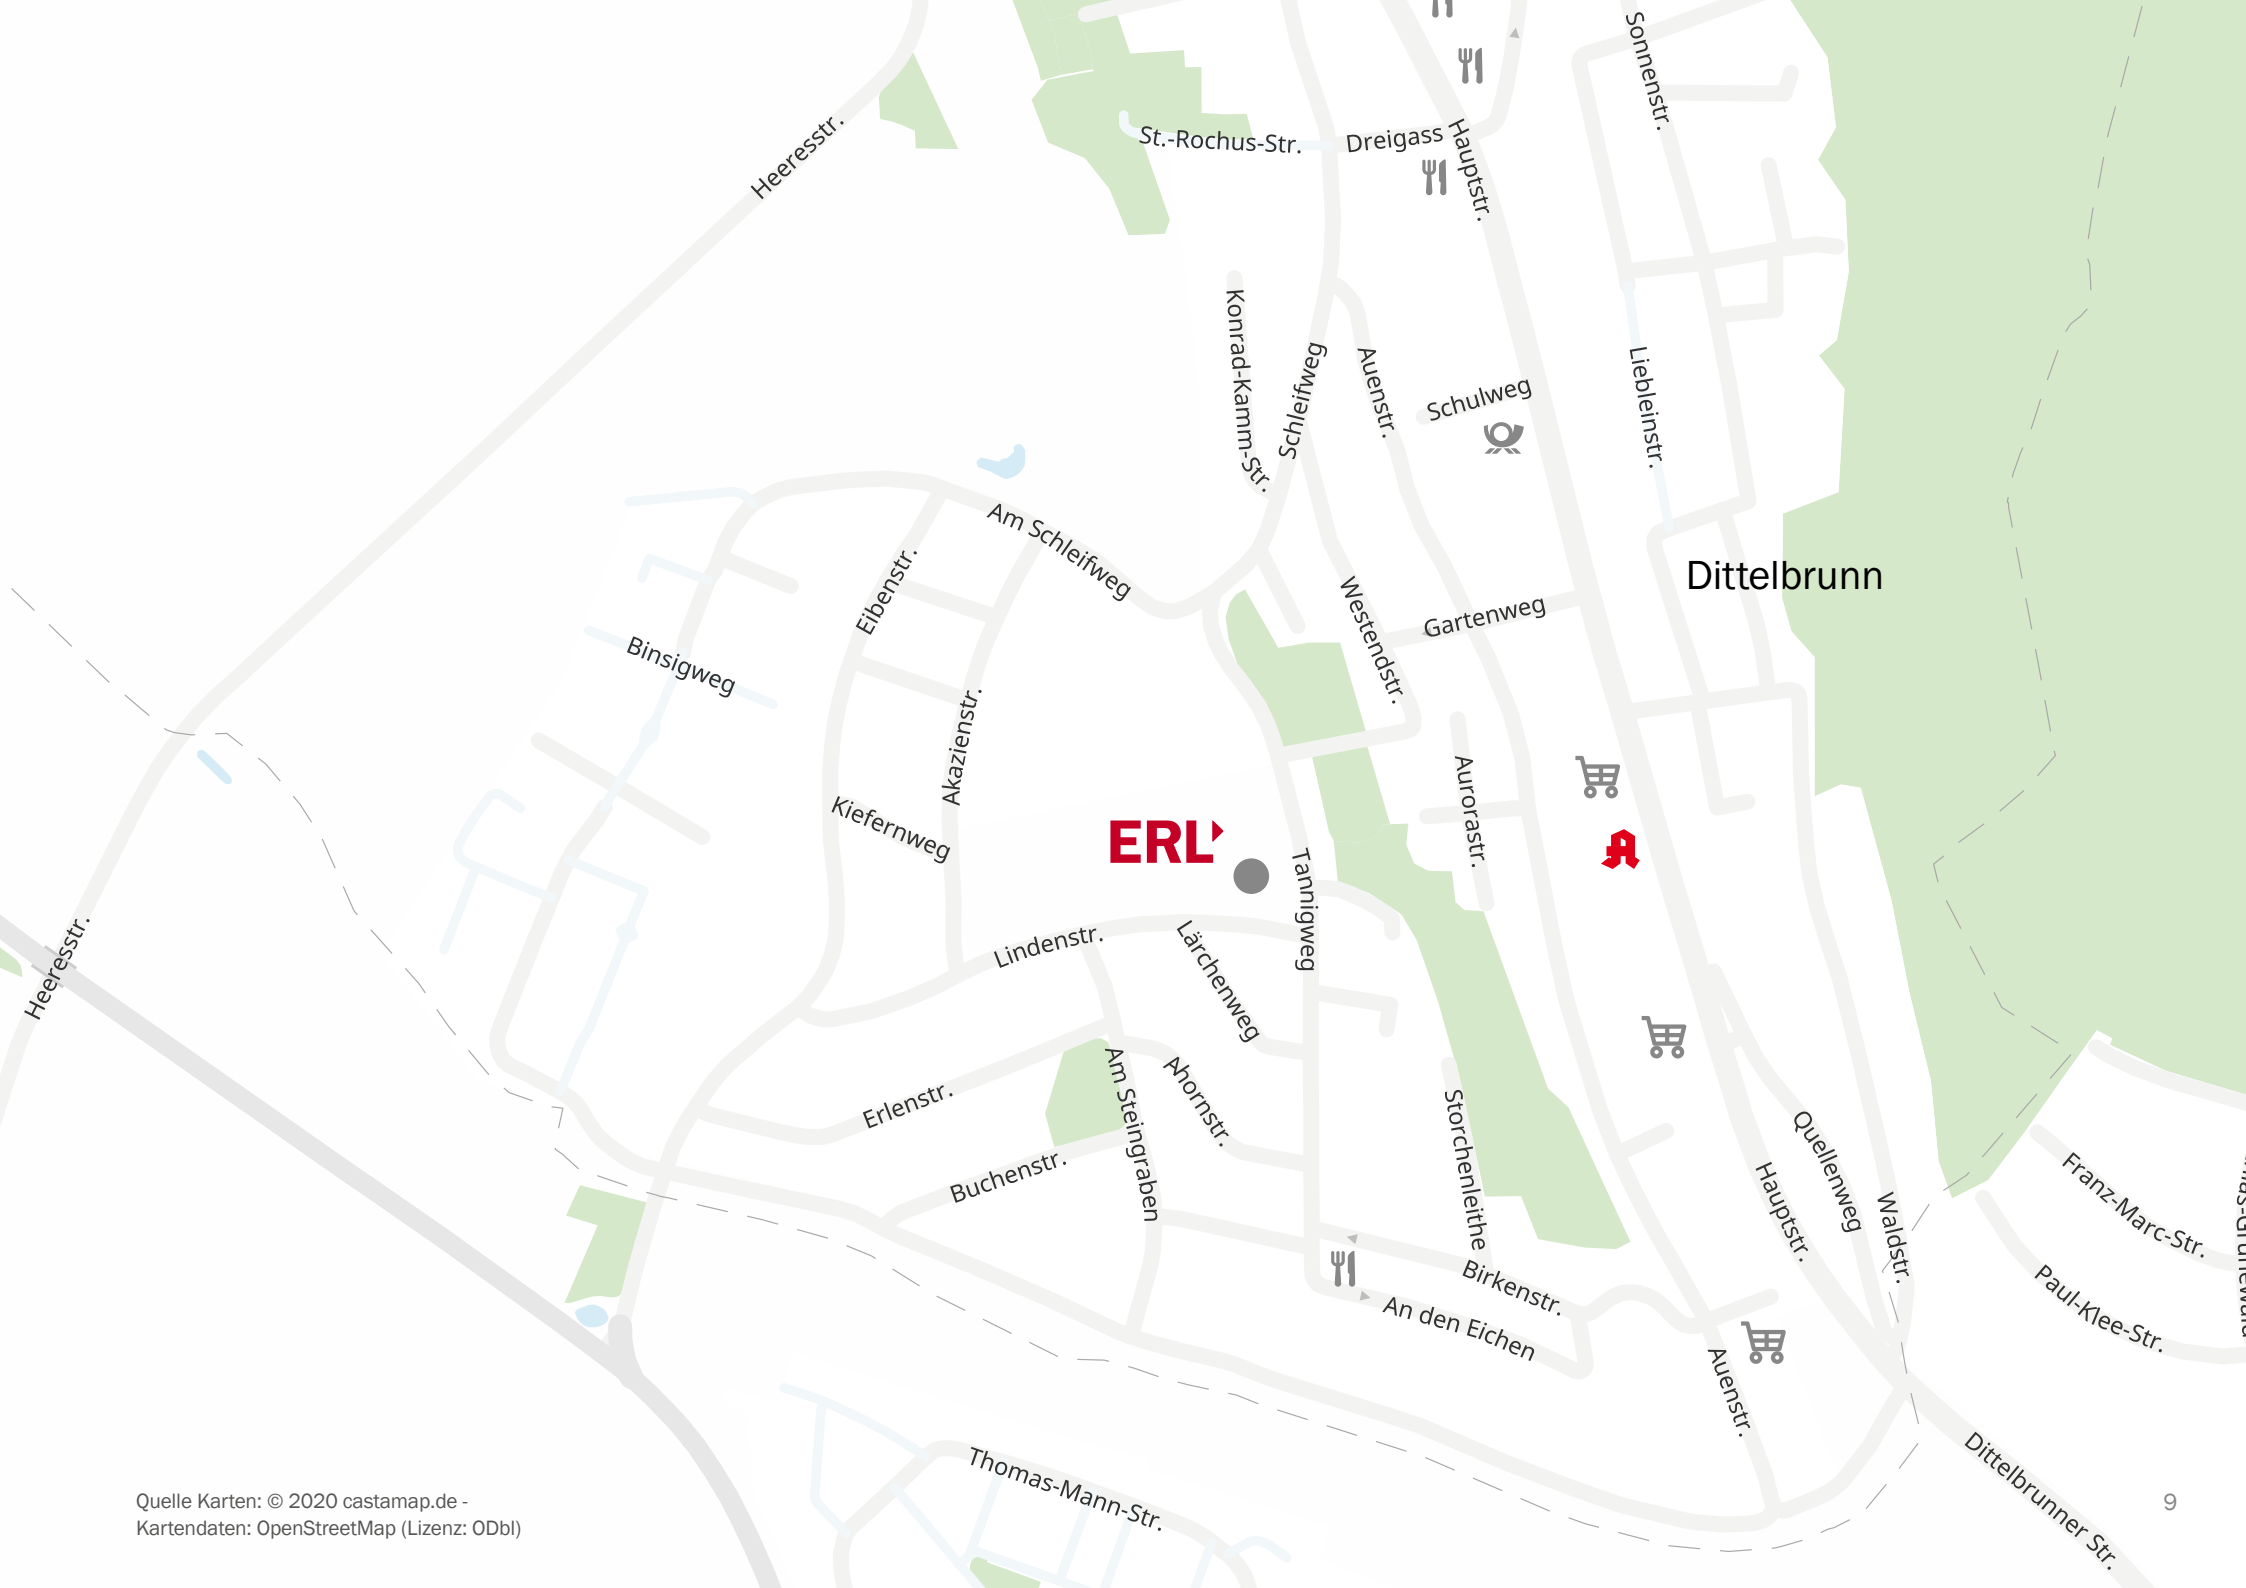 Sonnenstr.
Heeresstr.
St.-Rochus-Str.
Dreigass
Hauptstr.
Konrad-Kamm-Str.
Schleifweg
Auenstr.
Schulweg
Liebleinstr.
Am Schleifweg
Eibenstr.
Dittelbrunn
Westendstr.
Gartenweg
Binsigweg
Akazienstr.
Kiefernweg
Aurorastr.
ERL
Tannigweg
Heeresstr.
Lindenstr.
Lärchenweg
Erlenstr.
Am Steingraben
Ahornstr.
Storchenleithe
Buchenstr.
Hauptstr.
Quellenweg
Waldstr.
Franz-Marc-Str.
Paul-Klee-Str.
Birkenstr.
An den Eichen
Auenstr.
Dittelbrunner Str.
Thomas-Mann-Str.
Quelle Karten: © 2020 castamap.de -
Kartendaten: OpenStreetMap (Lizenz: ODbl)
9